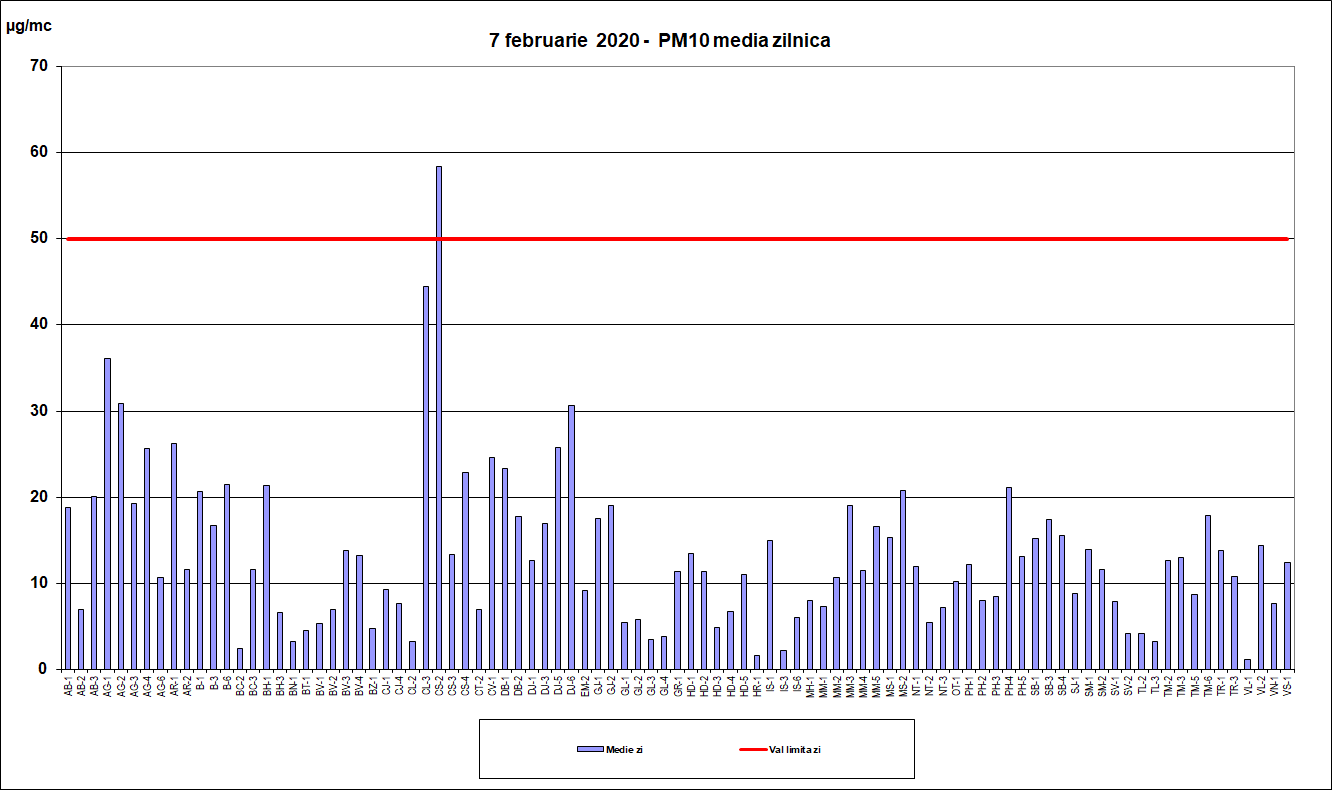 µg/mc
7 februarie 2020 - PM10 media zilnica
70
60
50
40
30
20
10
0
AB-1 AB-2 AB-3 AG-1 AG-2 AG-3 AG-4 AG-6 AR-1 AR-2 B-1 B-3 B-6 BC-2 BC-3 BH-1 BH-3 BN-1 BT-1 BV-1 BV-2 BV-3 BV-4 BZ-1 CJ-1 CJ-4 CL-2 CL-3 CS-2 CS-3 CS-4 CT-2 CV-1 DB-1 DB-2 DJ-1 DJ-3 DJ-5 DJ-6 EM-2 GJ-1 GJ-2 GL-1 GL-2 GL-3 GL-4 GR-1 HD-1 HD-2 HD-3 HD-4 HD-5 HR-1 IS-1 IS-3 IS-6 MH-1 MM-1 MM-2 MM-3 MM-4 MM-5 MS-1 MS-2 NT-1 NT-2 NT-3 OT-1 PH-1 PH-2 PH-3 PH-4 PH-5 SB-1 SB-3 SB-4 SJ-1 SM-1 SM-2 SV-1 SV-2 TL-2 TL-3 TM-2 TM-3 TM-5 TM-6 TR-1 TR-3 VL-1 VL-2 VN-1 VS-1
Medie zi Val limita zi